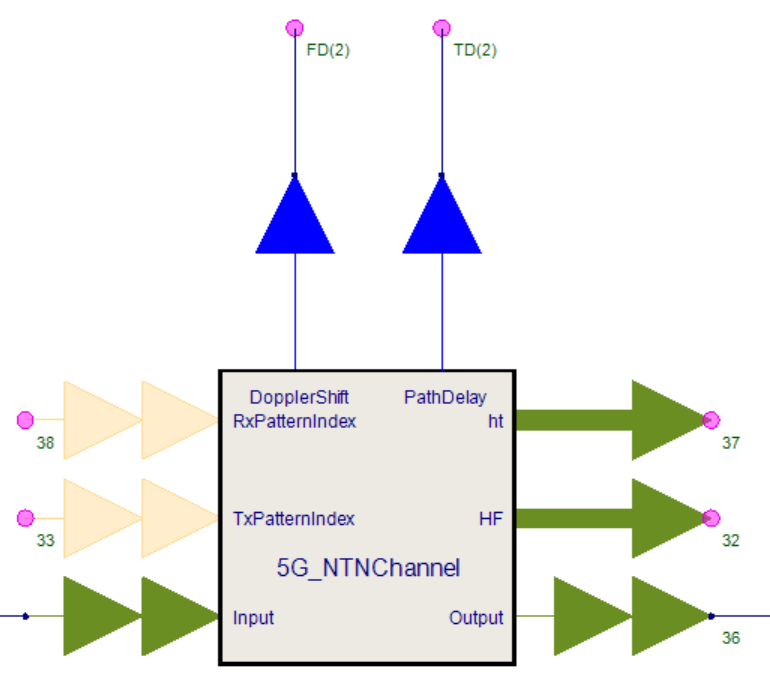 FD(2)
TD(2)
DopplerShift
PathDelay
RxPatternIndex
ht
38
37
TxPatternIndex
HF
33
32
5G_NTNChannel
Input
Output
36